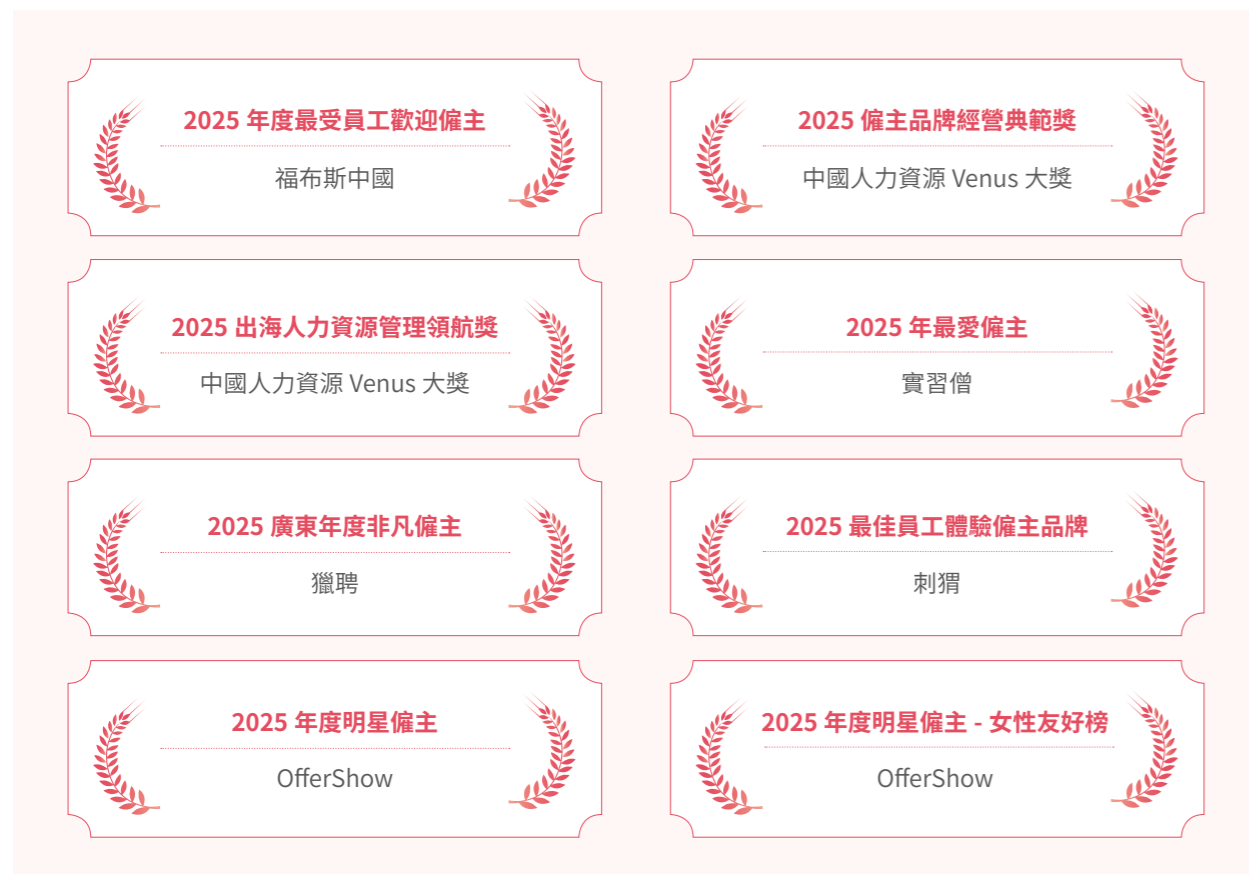 2025 年度最受員工歡迎僱主
福布斯中國
2025 僱主品牌經營典範獎
中國人力資源 Venus 大獎
2025 出海人力資源管理領航獎
中國人力資源 Venus 大獎
2025 年最愛僱主
實習僧
2025 廣東年度非凡僱主
獵聘
2025 最佳員工體驗僱主品牌
刺猬
2025 年度明星僱主
OfferShow
2025 年度明星僱主 - 女性友好榜
OfferShow